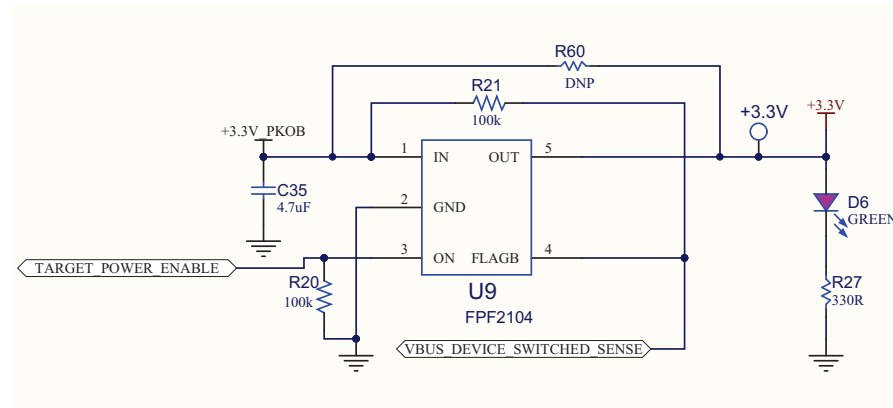 R60
DNP
R21
100k
+3.3V_PKOB
+3.3V
+3.3V
1
IN
OUT
5
C35
4.7uF
2
GND
D6
GREEN
3
ON
FLAGB
4
TARGET_POWER_ENABLE
R20
100k
U9
FPF2104
R27
330R
VBUS_DEVICE_SWITCHED_SENSE